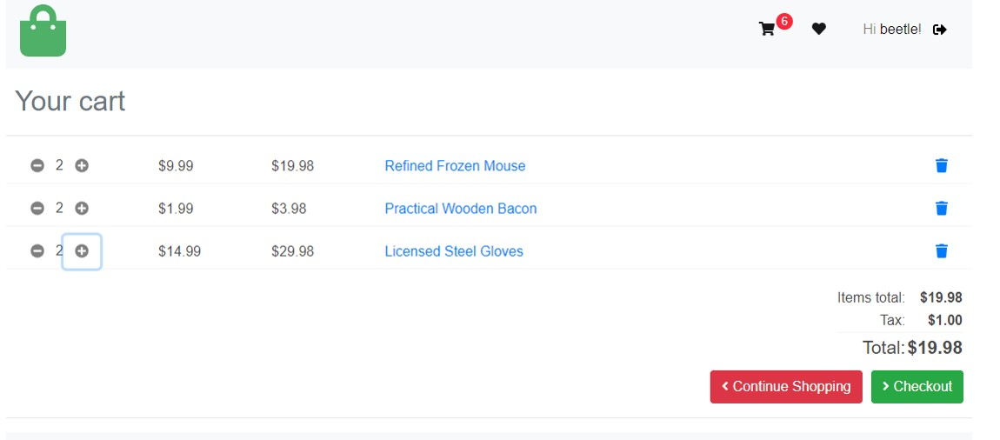 6 Hi beetle!
Your cart
2 $9.99 $19.98 Refined Frozen Mouse
2 $1.99 $3.98 Practical Wooden Bacon
2 $14.99 $29.98 Licensed Steel Gloves
Items total: $19.98
Tax: $1.00
Total: $19.98
Continue Shopping Checkout